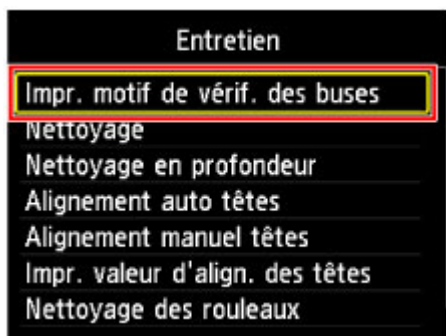 Entretien
Impr. motif de vérif. des buses
Nettoyage
Nettoyage en profondeur
Alignement auto têtes
Alignement manuel têtes
Impr. valeur d'align. des têtes
Nettoyage des rouleaux